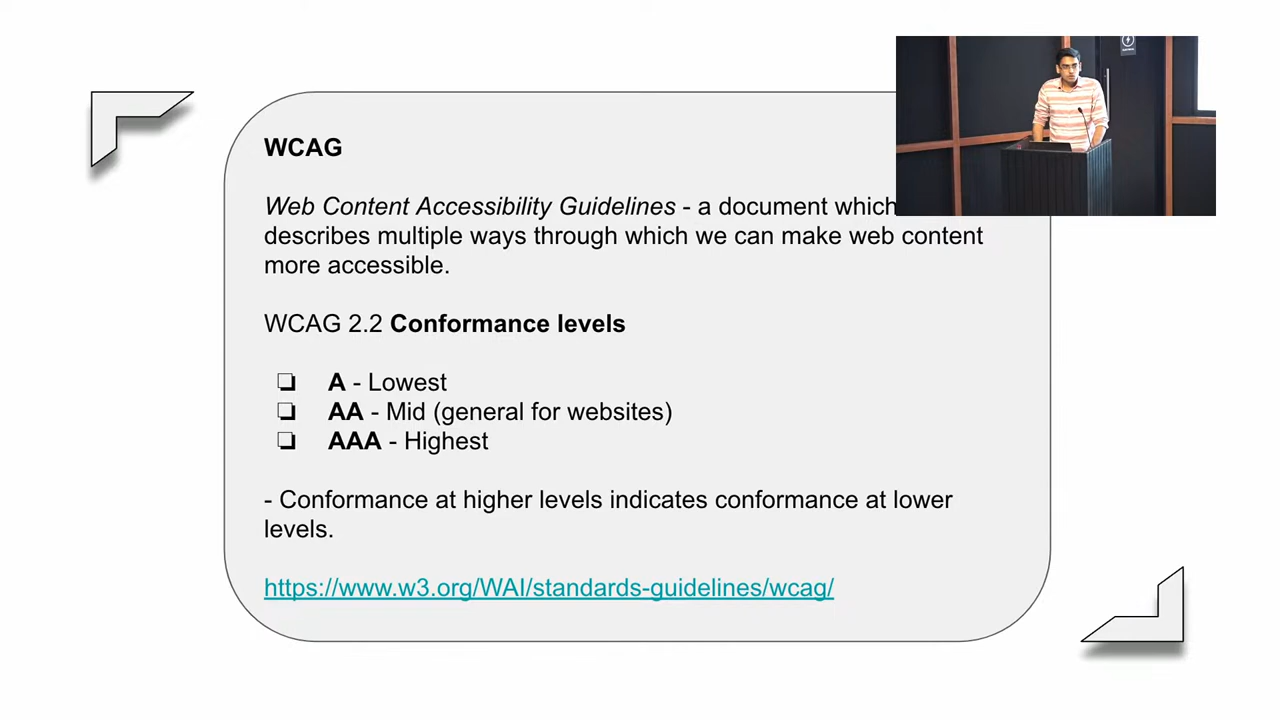 WCAG
Web Content Accessibility Guidelines - a document which
describes multiple ways through which we can make web content
more accessible.
WCAG 2.2 Conformance levels
❏ A - Lowest
❏ AA - Mid (general for websites)
❏ AAA - Highest
- Conformance at higher levels indicates conformance at lower
levels.
https://www.w3.org/WAI/standards-guidelines/wcag/